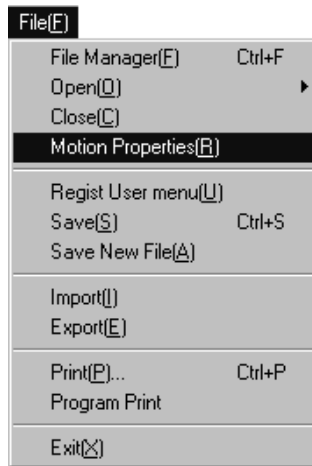 File(F)
File Manager(F) Ctrl+F
Open(O)
Close(C)
Motion Properties(R)
Regist User menu(U)
Save(S) Ctrl+S
Save New File(A)
Import(I)
Export(E)
Print(P)... Ctrl+P
Program Print
Exit(X)